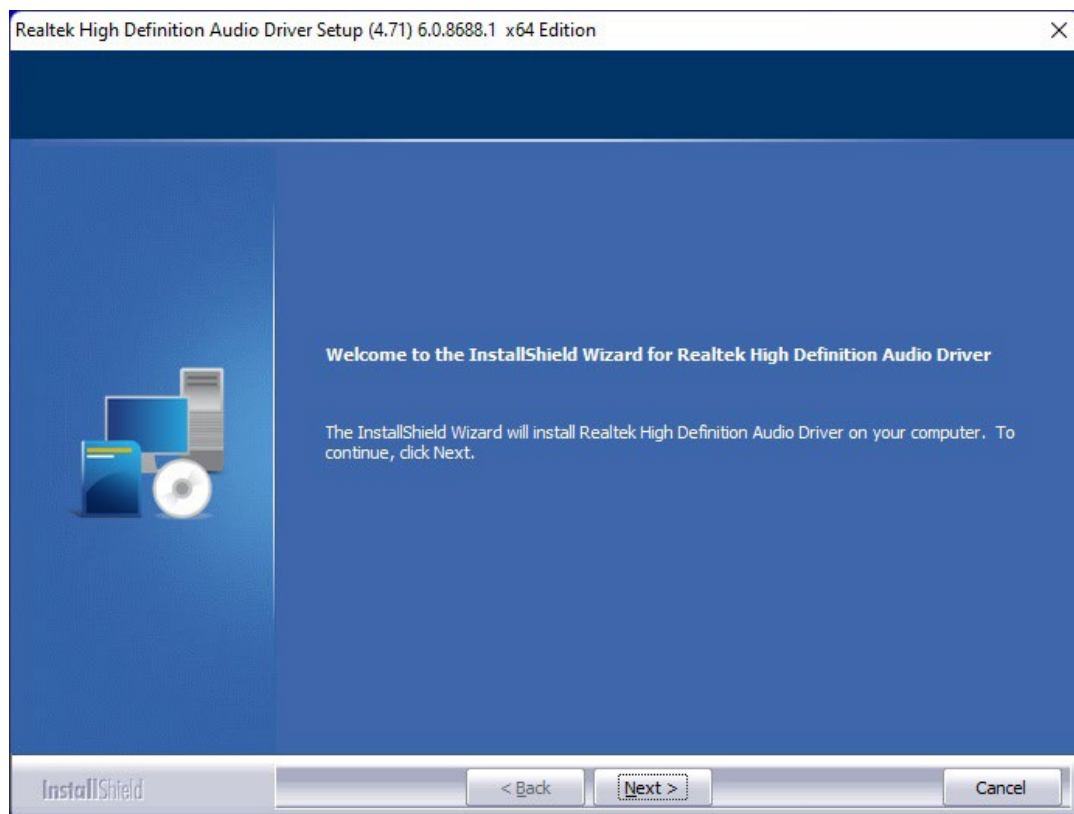 Realtek High Definition Audio Driver Setup (4.71) 6.0.8688.1 x64 Edition
Welcome to the InstallShield Wizard for Realtek High Definition Audio Driver
The InstallShield Wizard will install Realtek High Definition Audio Driver on your computer. To
continue, click Next.
InstallShield
< Back
Next >
Cancel